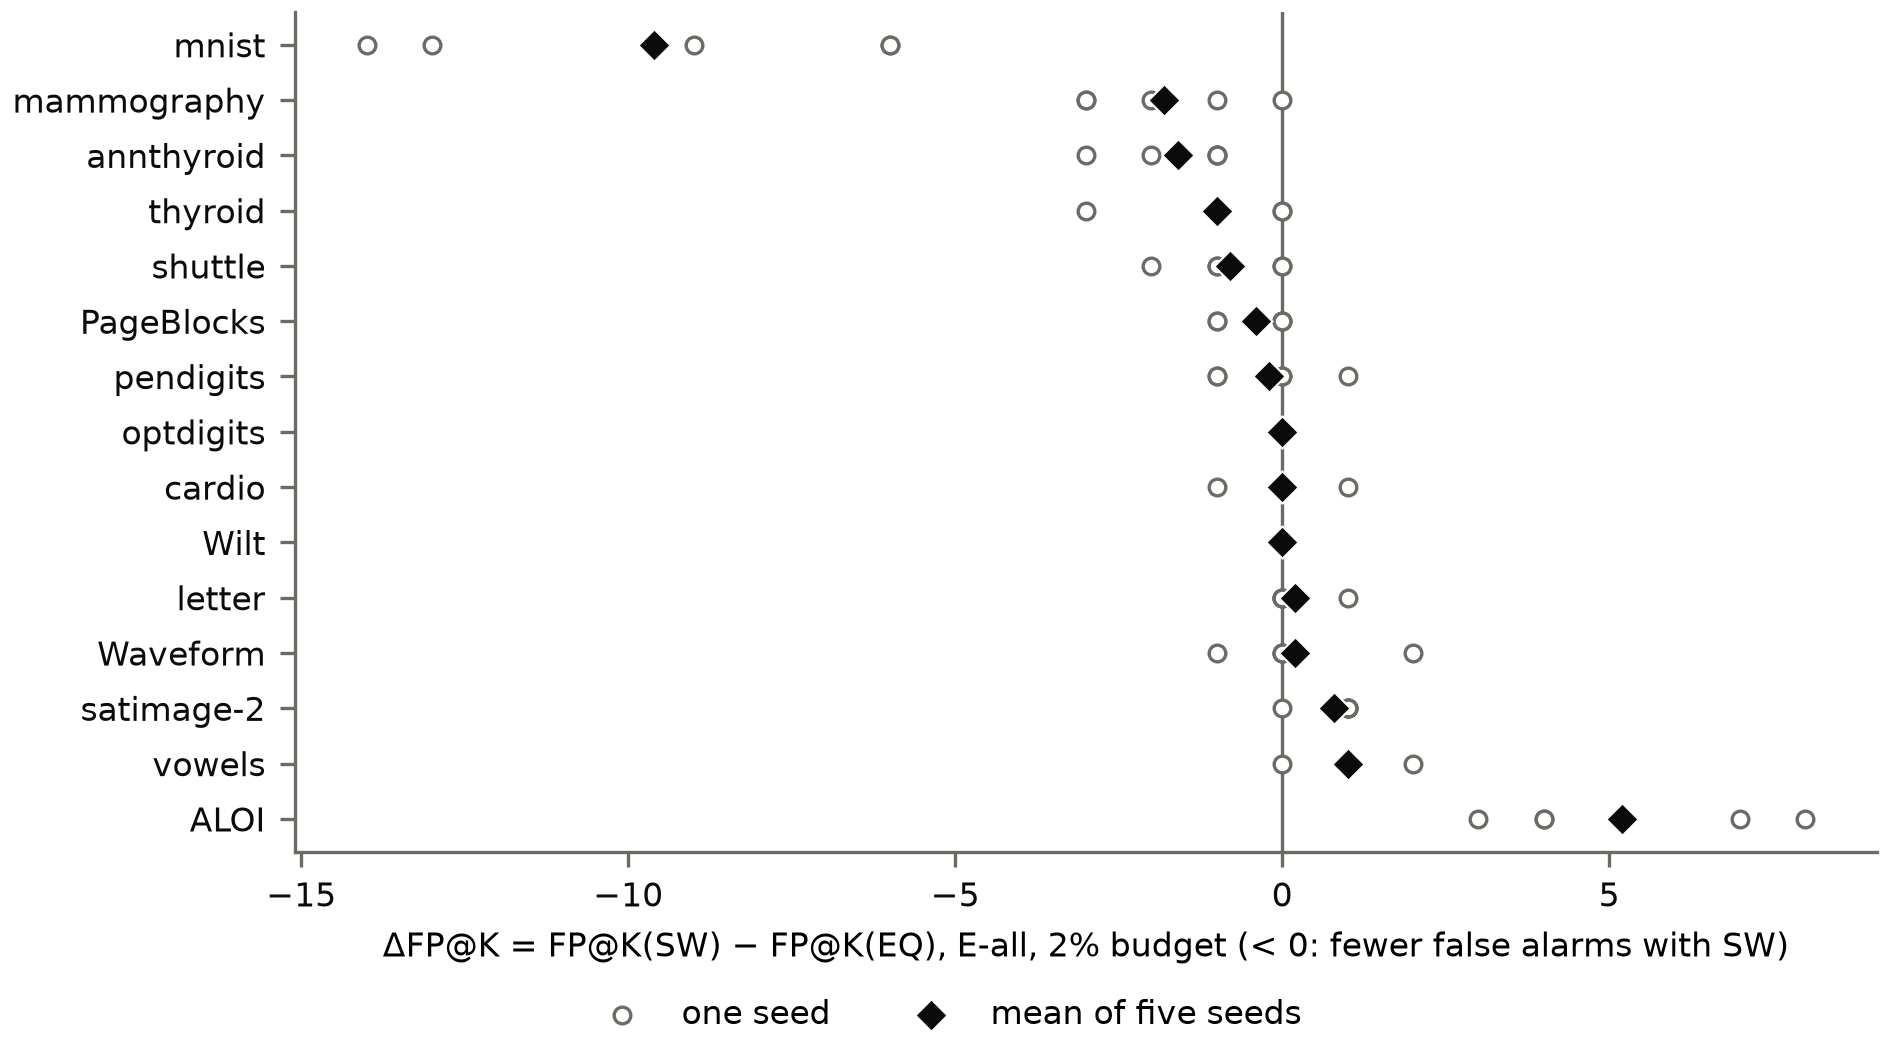 mnist
mammography
annthyroid
thyroid
shuttle
PageBlocks
pendigits
optdigits
cardio
Wilt
letter
Waveform
satimage-2
vowels
ALOI
−15 −10 −5 0 5
ΔFP@K = FP@K(SW) − FP@K(EQ), E-all, 2% budget (< 0: fewer false alarms with SW)
one seed mean of five seeds